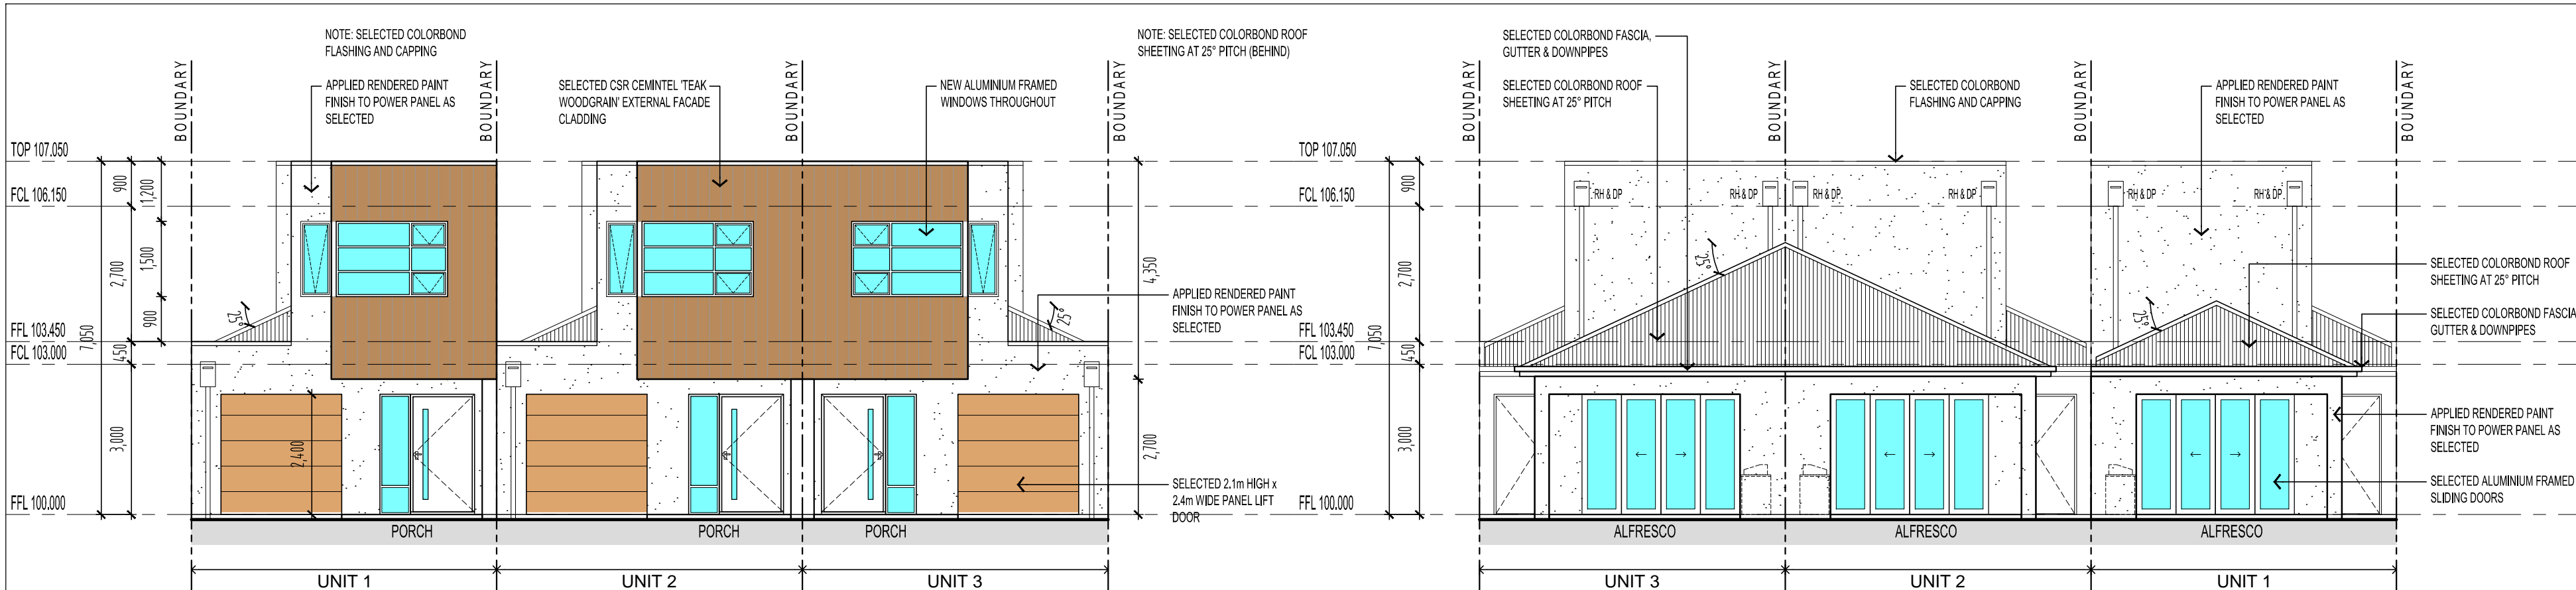 NOTE: SELECTED COLORBOND
FLASHING AND CAPPING
APPLIED RENDERED PAINT
FINISH TO POWER PANEL AS
SELECTED
SELECTED CSR CEMINTEL 'TEAK
WOODGRAIN' EXTERNAL FACADE
CLADDING
NEW ALUMINIUM FRAMED
WINDOWS THROUGHOUT
NOTE: SELECTED COLORBOND ROOF
SHEETING AT 25° PITCH (BEHIND)
BOUNDARY
BOUNDARY
BOUNDARY
BOUNDARY
TOP 107.050
FCL 106.150
FFL 103.450
FCL 103.000
FFL 100.000
7,050
900
2,700
450
3,000
1,200
1,500
900
25°
25°
2,400
4,350
2,700
APPLIED RENDERED PAINT
FINISH TO POWER PANEL AS
SELECTED
SELECTED 2.1m HIGH x
2.4m WIDE PANEL LIFT
DOOR
PORCH
PORCH
PORCH
UNIT 1
UNIT 2
UNIT 3
SELECTED COLORBOND FASCIA,
GUTTER & DOWNPIPES
SELECTED COLORBOND ROOF
SHEETING AT 25° PITCH
SELECTED COLORBOND
FLASHING AND CAPPING
APPLIED RENDERED PAINT
FINISH TO POWER PANEL AS
SELECTED
BOUNDARY
BOUNDARY
BOUNDARY
BOUNDARY
TOP 107.050
FCL 106.150
FFL 103.450
FCL 103.000
FFL 100.000
7,050
900
2,700
450
3,000
RH & DP
RH & DP
RH & DP
RH & DP
RH & DP
RH & DP
25°
25°
SELECTED COLORBOND ROOF
SHEETING AT 25° PITCH
SELECTED COLORBOND FASCIA
GUTTER & DOWNPIPES
APPLIED RENDERED PAINT
FINISH TO POWER PANEL AS
SELECTED
SELECTED ALUMINIUM FRAMED
SLIDING DOORS
ALFRESCO
ALFRESCO
ALFRESCO
UNIT 3
UNIT 2
UNIT 1